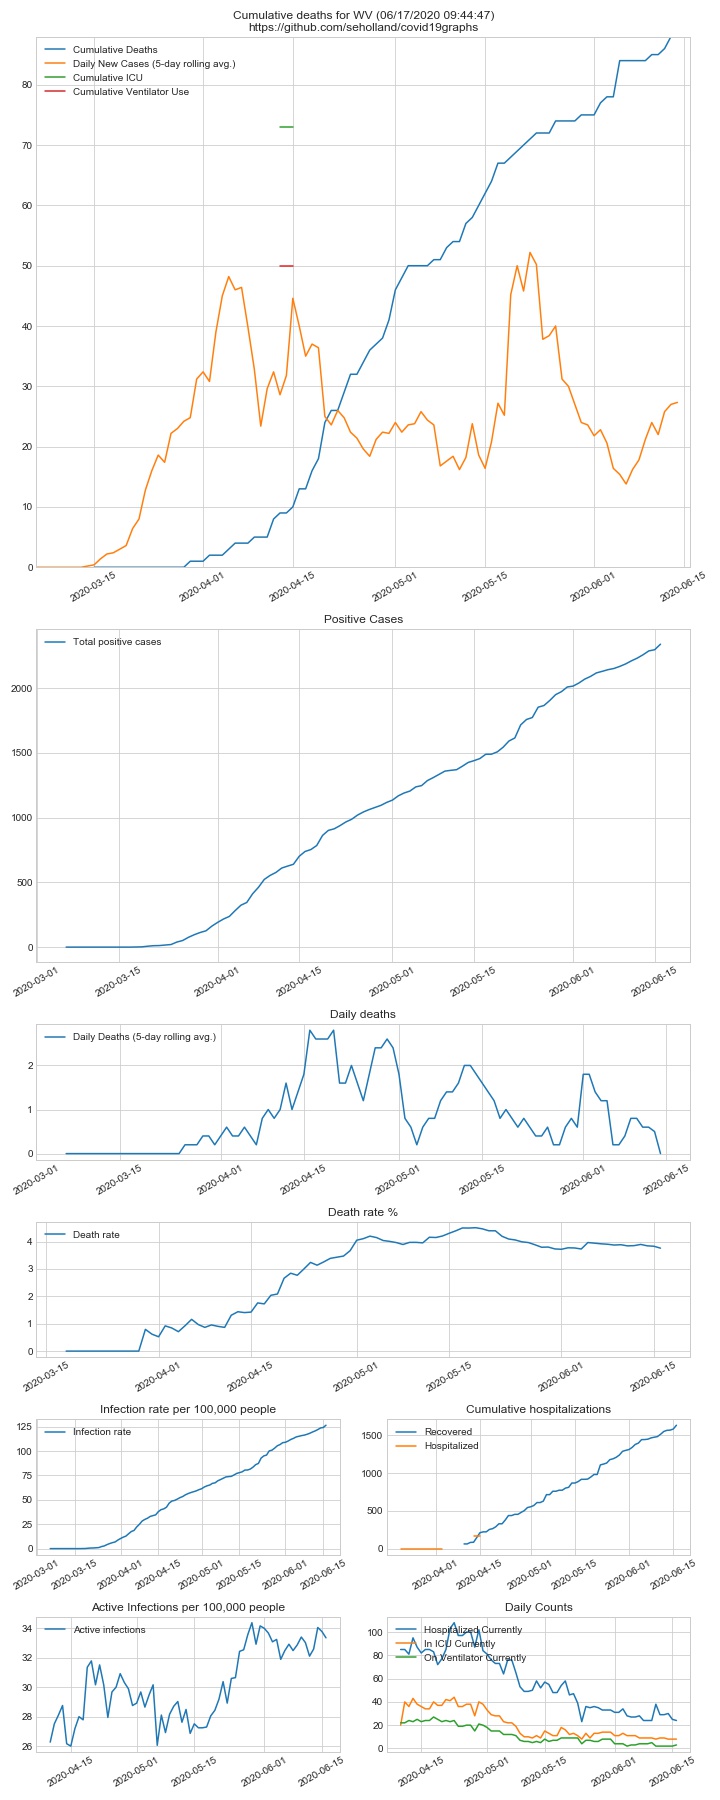 Cumulative deaths for WV (06/17/2020 09:44:47)
https://github.com/seholland/covid19graphs
Cumulative Deaths
Daily New Cases (5-day rolling avg.)
Cumulative ICU
Cumulative Ventilator Use
80
70
60
50
40
30
20
10
0
2020-03-15 2020-04-01 2020-04-15 2020-05-01 2020-05-15 2020-06-01 2020-06-15
Positive Cases
Total positive cases
2000
1500
1000
500
0
2020-03-01 2020-03-15 2020-04-01 2020-04-15 2020-05-01 2020-05-15 2020-06-01 2020-06-15
Daily deaths
Daily Deaths (5-day rolling avg.)
2
1
0
2020-03-01 2020-03-15 2020-04-01 2020-04-15 2020-05-01 2020-05-15 2020-06-01 2020-06-15
Death rate %
Death rate
4
3
2
1
0
2020-03-15 2020-04-01 2020-04-15 2020-05-01 2020-05-15 2020-06-01 2020-06-15
Infection rate per 100,000 people
Infection rate
125
100
75
50
25
0
2020-03-01 2020-03-15 2020-04-01 2020-04-15 2020-05-01 2020-05-15 2020-06-01 2020-06-15
Cumulative hospitalizations
Recovered
Hospitalized
1500
1000
500
0
2020-04-01 2020-04-15 2020-05-01 2020-05-15 2020-06-01 2020-06-15
Active Infections per 100,000 people
Active infections
34
32
30
28
26
2020-04-15 2020-05-01 2020-05-15 2020-06-01 2020-06-15
Daily Counts
Hospitalized Currently
In ICU Currently
On Ventilator Currently
100
80
60
40
20
0
2020-04-15 2020-05-01 2020-05-15 2020-06-01 2020-06-15